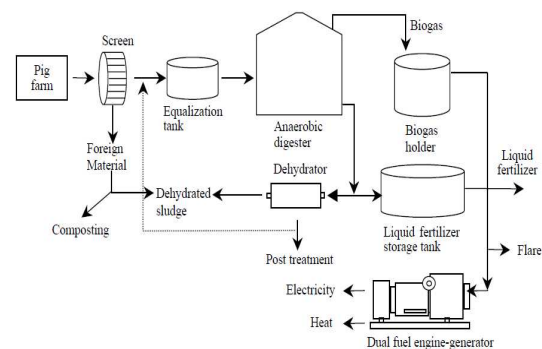 Screen
Biogas
Pig
farm
Equalization
tank
Anaerobic
digester
Biogas
holder
Foreign
Material
Dehydrator
Liquid
fertilizer
Dehydrated
sludge
Composting
Liquid fertilizer
storage tank
Post treatment
Flare
Electricity
Heat
Dual fuel engine-generator